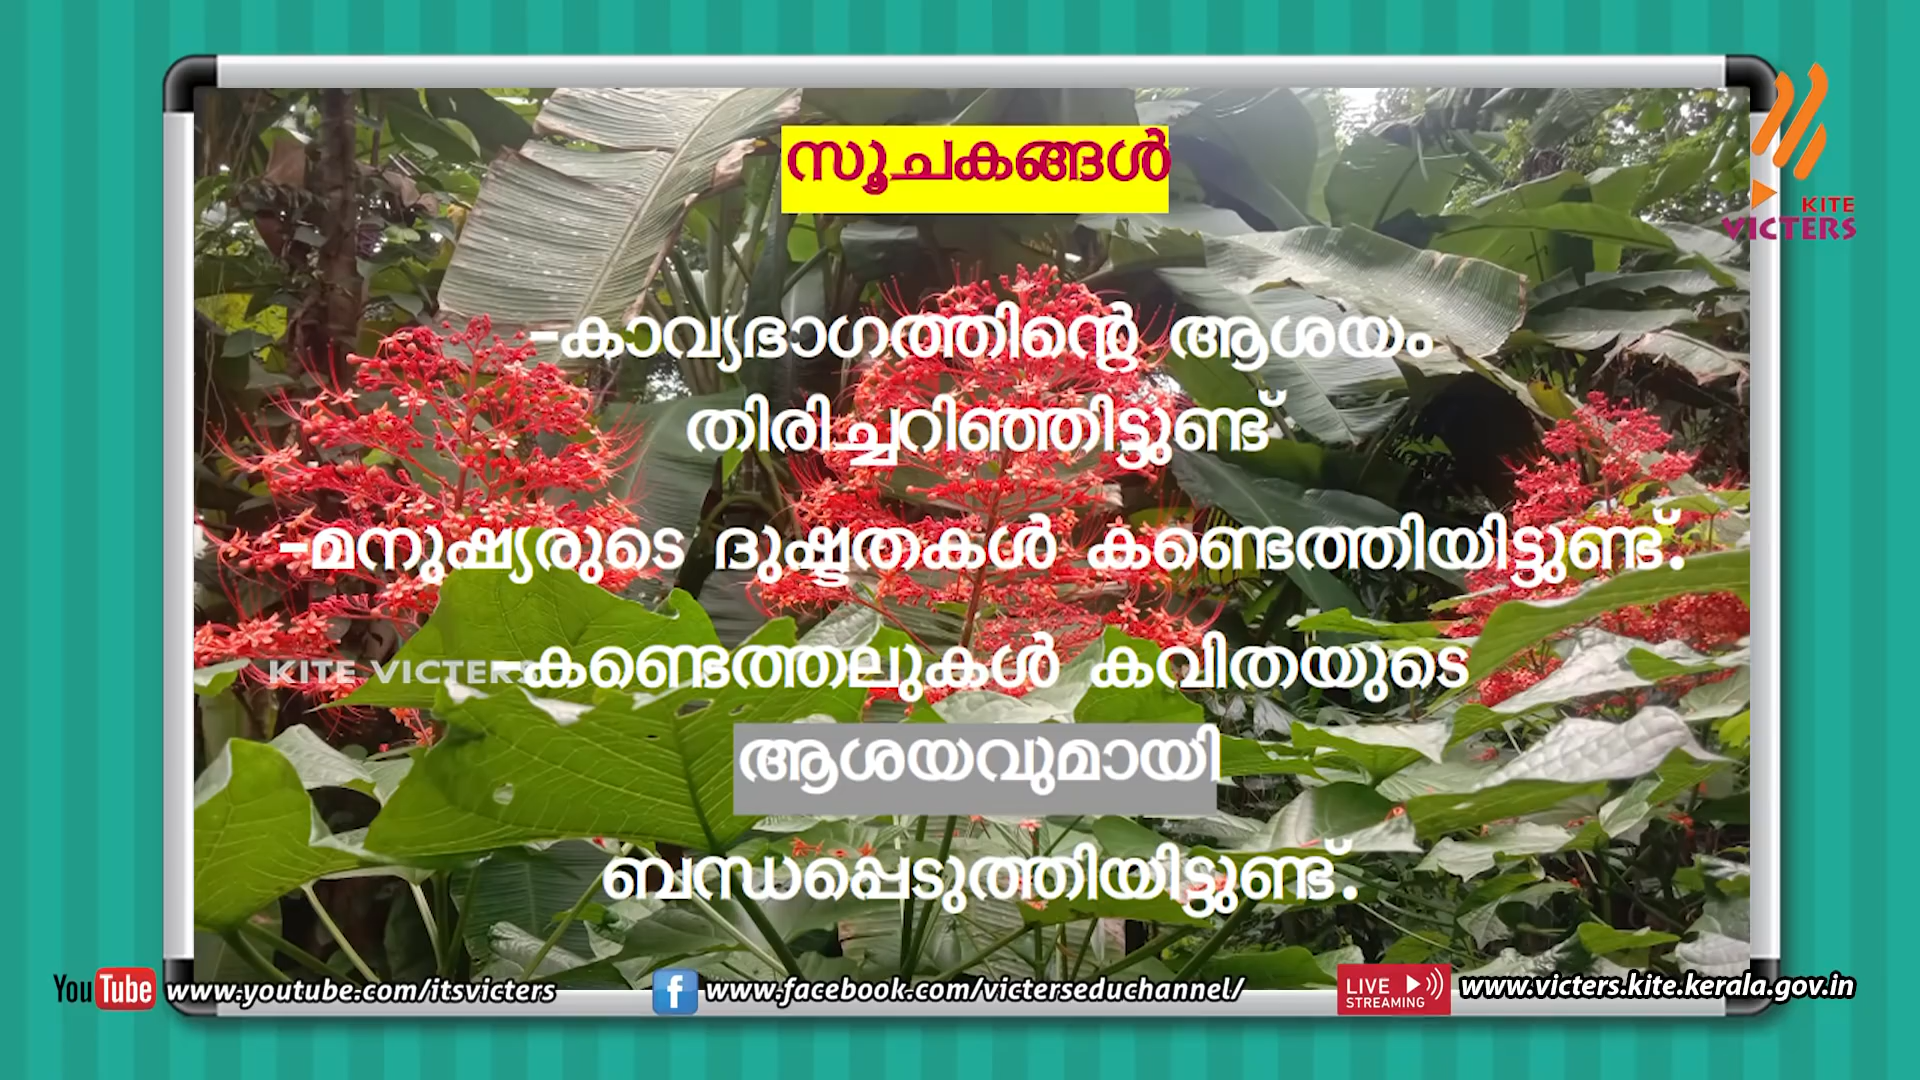 സൂചകങ്ങൾ
KITE
VICTERS
-കാവ്യഭാഗത്തിന്റെ ആശയം
തിരിച്ചറിഞ്ഞിട്ടുണ്ട്
-മനുഷ്യരുടെ ദുഷ്ടതകൾ കണ്ടെത്തിയിട്ടുണ്ട്.
KITE VICTERS
-കണ്ടെത്തലുകൾ കവിതയുടെ
ആശയവുമായി
ബന്ധപ്പെടുത്തിയിട്ടുണ്ട്.
YouTube www.youtube.com/itsvicters
f www.facebook.com/victerseduchannel/
LIVE STREAMING www.victers.kite.kerala.gov.in